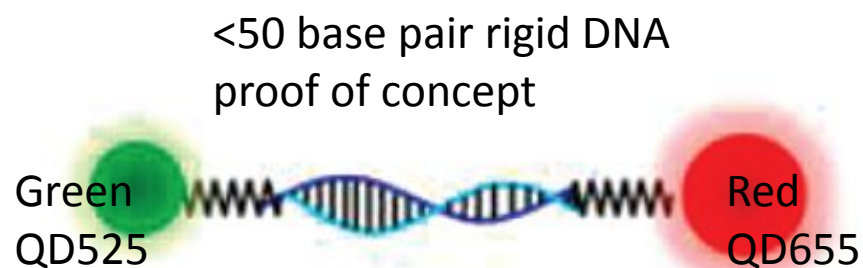 <50 base pair rigid DNA
proof of concept
Green
QD525
Red
QD655